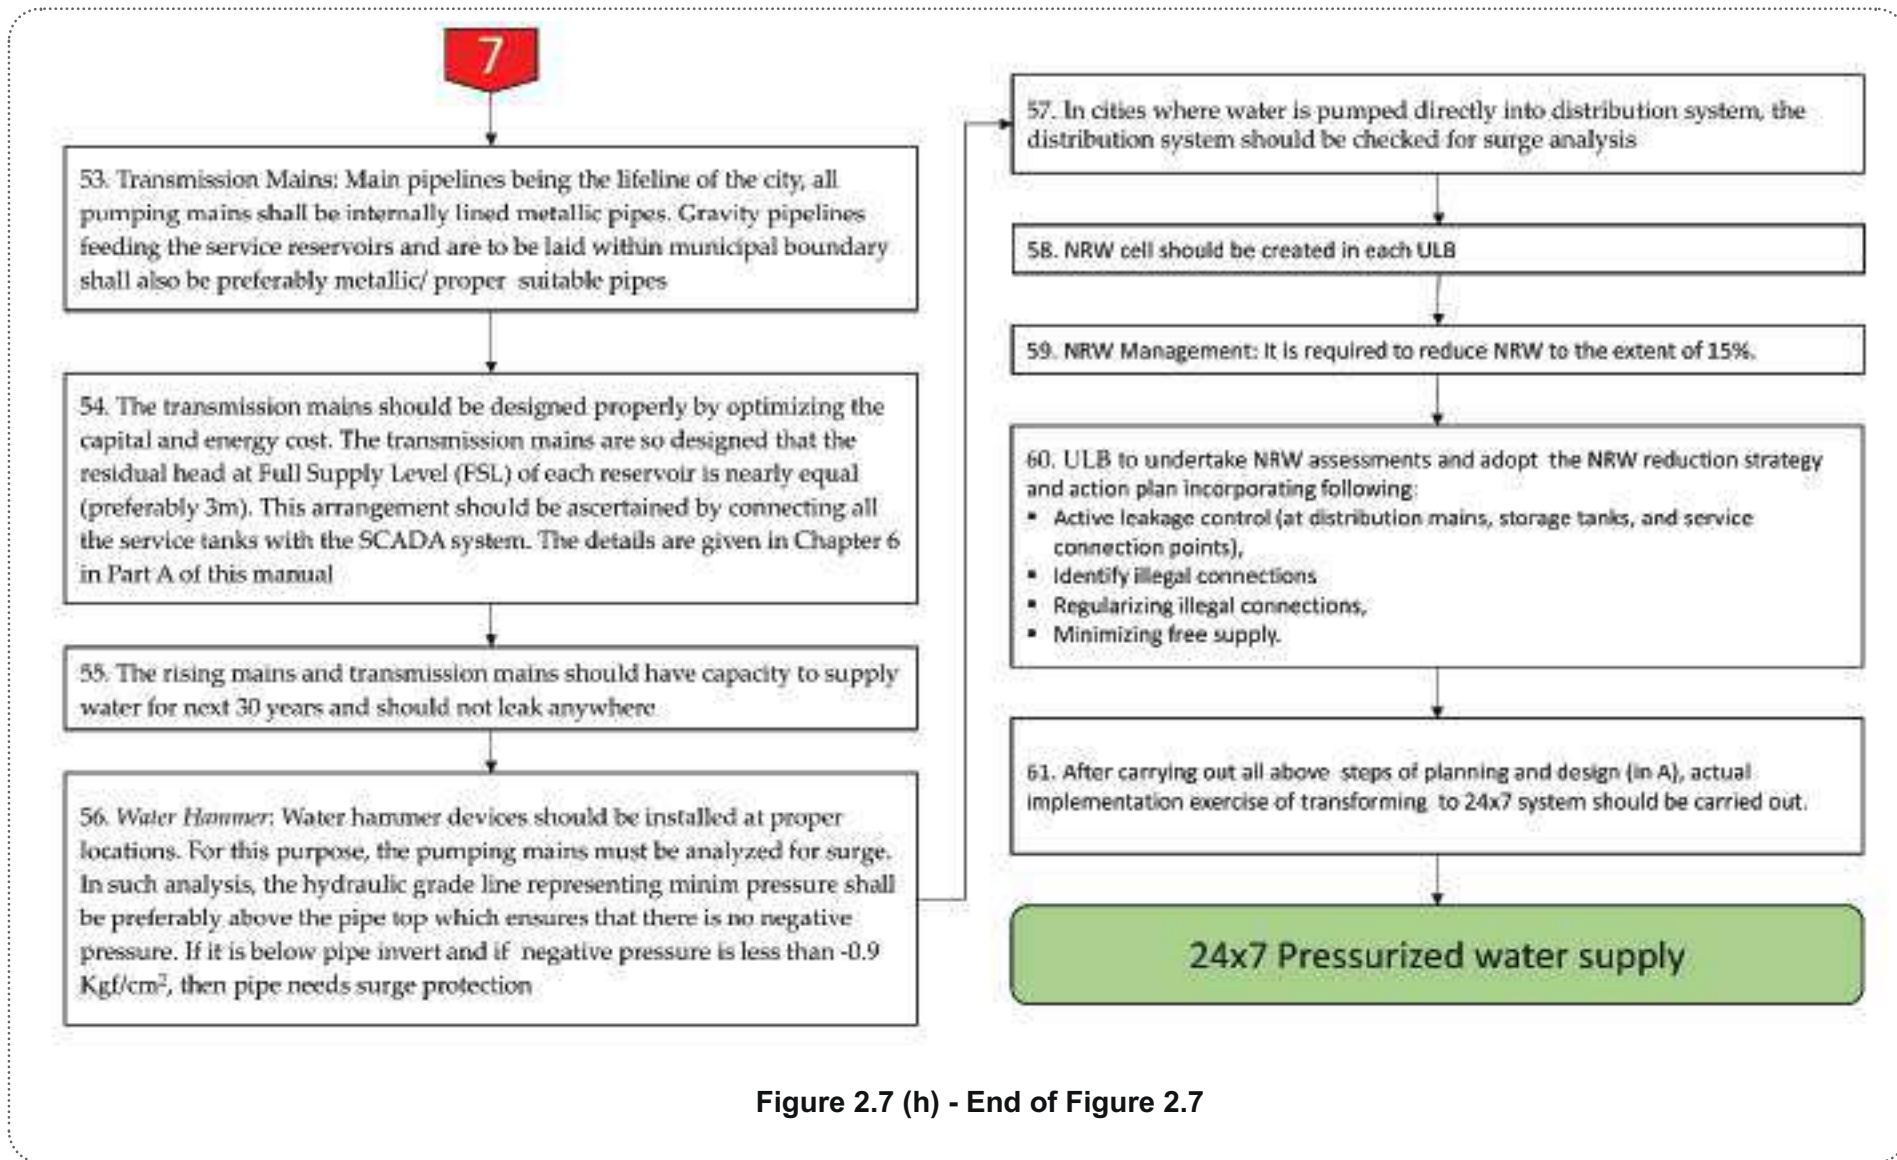 7
53. Transmission Mains: Main pipelines being the lifeline of the city, all
pumping mains shall be internally lined metallic pipes. Gravity pipelines
feeding the service reservoirs and are to be laid within municipal boundary
shall also be preferably metallic/ proper suitable pipes
54. The transmission mains should be designed properly by optimizing the
capital and energy cost. The transmission mains are so designed that the
residual head at Full Supply Level (FSL) of each reservoir is nearly equal
(preferably 3m). This arrangement should be ascertained by connecting all
the service tanks with the SCADA system. The details are given in Chapter 6
in Part A of this manual
55. The rising mains and transmission mains should have capacity to supply
water for next 30 years and should not leak anywhere
56. Water Hammer: Water hammer devices should be installed at proper
locations. For this purpose, the pumping mains must be analyzed for surge.
In such analysis, the hydraulic grade line representing minim pressure shall
be preferably above the pipe top which ensures that there is no negative
pressure. If it is below pipe invert and if negative pressure is less than -0.9
Kgf/cm², then pipe needs surge protection
57. In cities where water is pumped directly into distribution system, the
distribution system should be checked for surge analysis
58. NRW cell should be created in each ULB
59. NRW Management: It is required to reduce NRW to the extent of 15%.
60. ULB to undertake NRW assessments and adopt the NRW reduction strategy
and action plan incorporating following:
▪ Active leakage control (at distribution mains, storage tanks, and service
connection points),
▪ Identify illegal connections
▪ Regularizing illegal connections,
▪ Minimizing free supply.
61. After carrying out all above steps of planning and design (in A), actual
implementation exercise of transforming to 24x7 system should be carried out.
24x7 Pressurized water supply
Figure 2.7 (h) - End of Figure 2.7